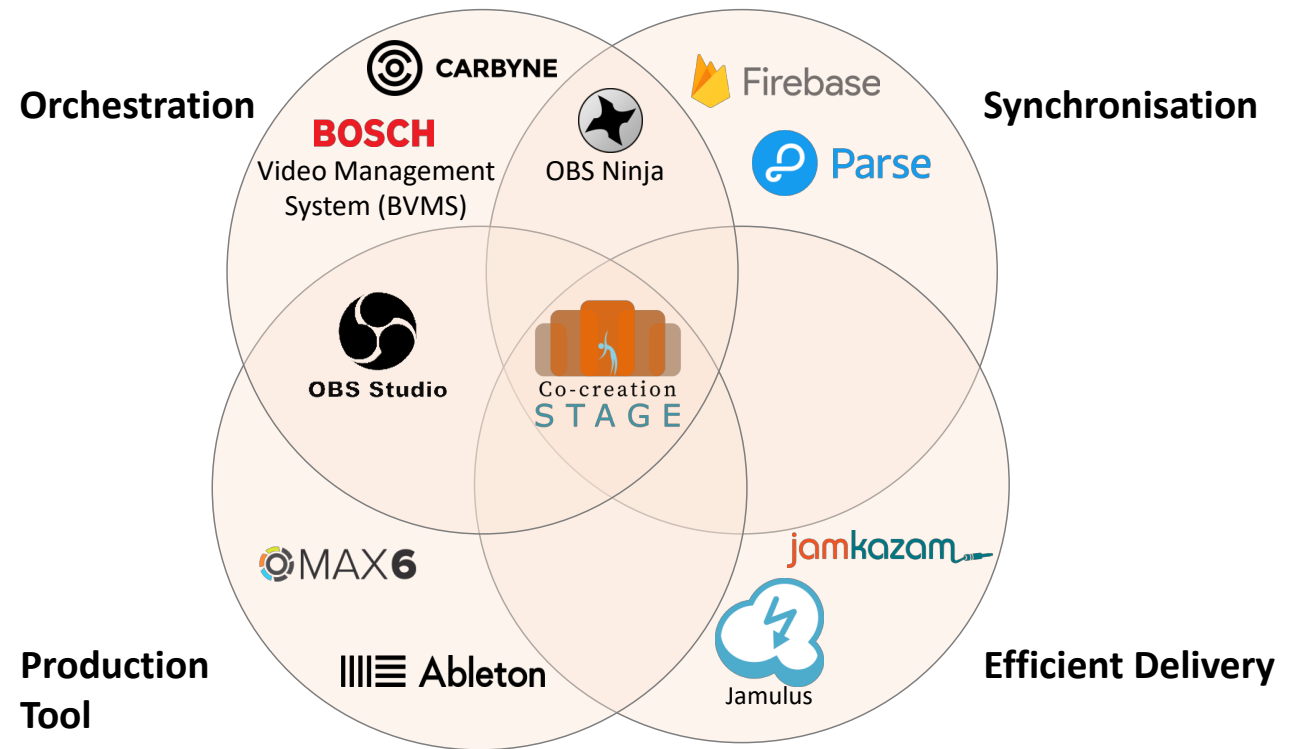 CARBYNE
Firebase
Orchestration
Synchronisation
BOSCH
Video Management
System (BVMS)
OBS Ninja
Parse
OBS Studio
Co-creation
STAGE
MAX6
jamkazam
Production
Tool
Ableton
Jamulus
Efficient Delivery